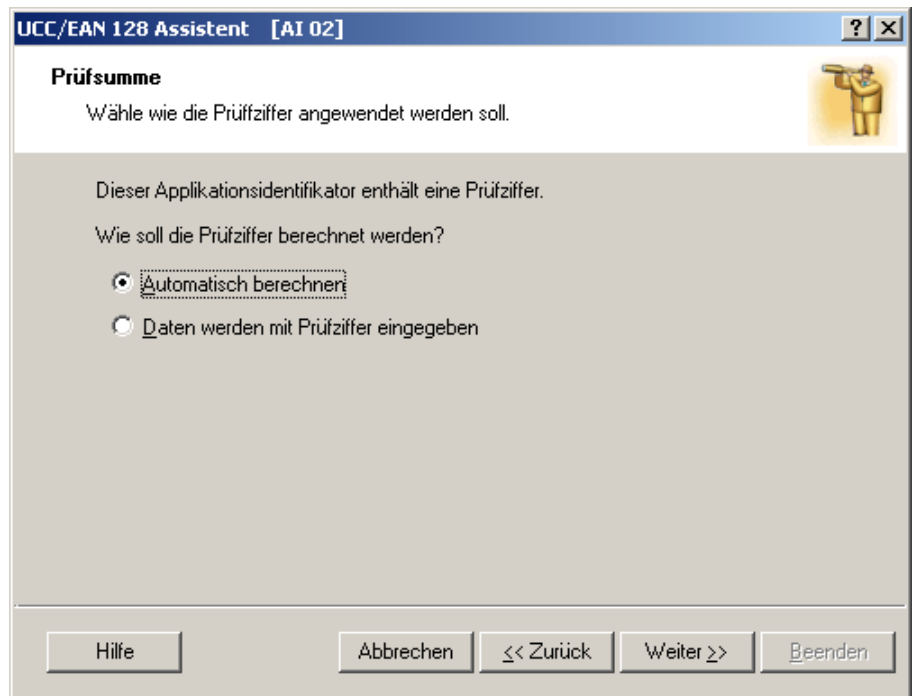 UCC/EAN 128 Assistent [AI 02]
Prüfsumme
Wähle wie die Prüffziffer angewendet werden soll.
Dieser Applikationsidentifikator enthält eine Prüfziffer.
Wie soll die Prüfziffer berechnet werden?
Automatisch berechnen
Daten werden mit Prüfziffer eingegeben
Hilfe
Abbrechen
<< Zurück
Weiter >>
Beenden